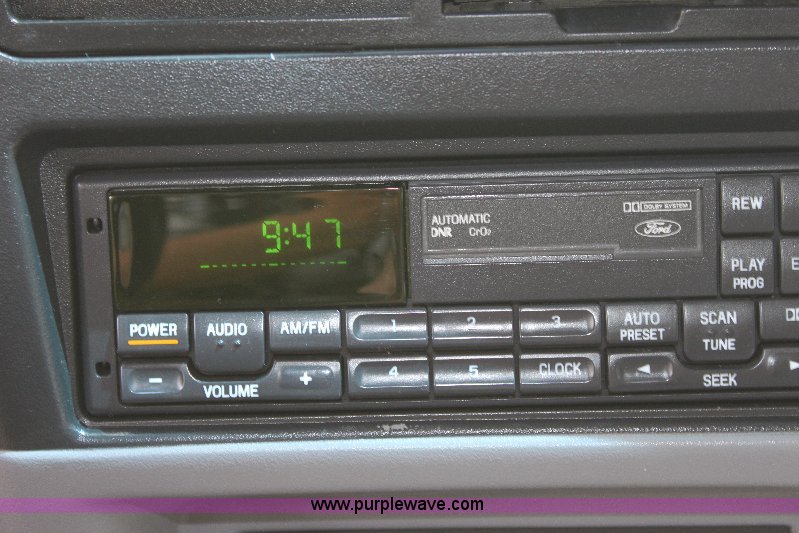 9:47
AUTOMATIC
DNR CrO2
DOLBY SYSTEM
Ford
REW
PLAY
PROG
POWER
AUDIO
AM/FM
1
2
3
AUTO
PRESET
SCAN
TUNE
VOLUME
- +
4
5
CLOCK
SEEK
www.purplewave.com